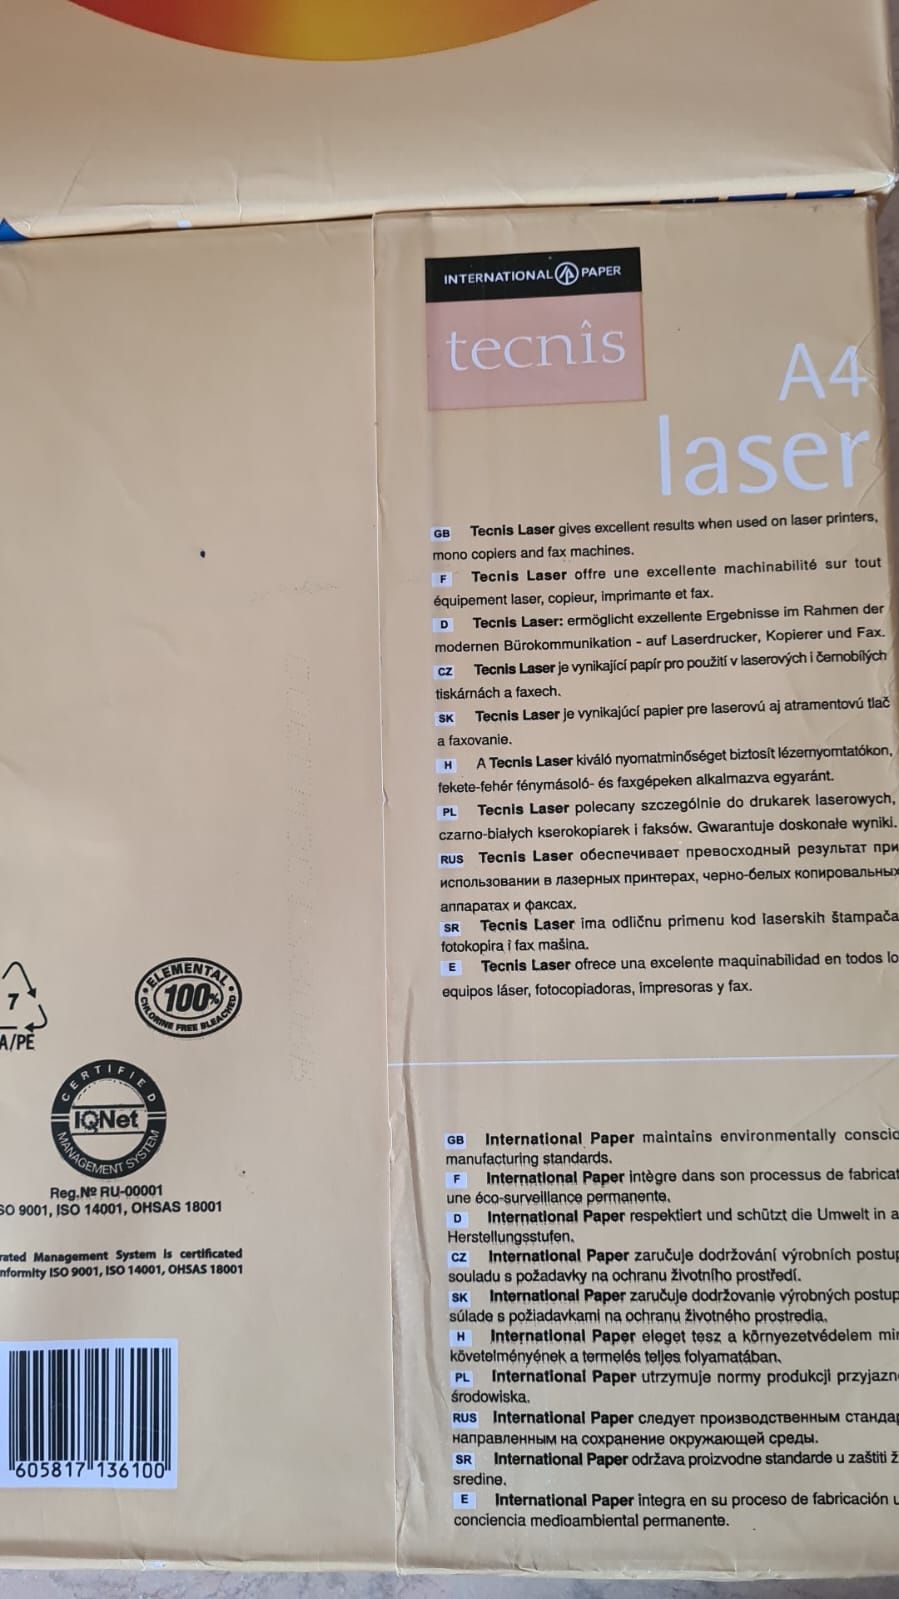 INTERNATIONAL PAPER
tecnîs
A4
laser
GB Tecnis Laser gives excellent results when used on laser printers,
mono copiers and fax machines.
F Tecnis Laser offre une excellente machinabilité sur tout
équipement laser, copieur, imprimante et fax.
D Tecnis Laser: ermöglicht exzellente Ergebnisse im Rahmen der
modernen Bürokommunikation - auf Laserdrucker, Kopierer und Fax.
CZ Tecnis Laser je vynikající papír pro použití v laserových i černobílých
tiskárnách a faxech.
SK Tecnis Laser je vynikajúcí papier pre laserovú aj atramentovú tlač
a faxovanie.
H A Tecnis Laser kiváló nyomatminőséget biztosít lézernyomtatókon,
fekete-fehér fénymásoló- és faxgépeken alkalmazva egyaránt.
PL Tecnis Laser polecany szczególnie do drukarek laserowych,
czarno-białych kserokopiarek i faksów. Gwarantuje doskonałe wyniki.
RUS Tecnis Laser обеспечивает превосходный результат при
использовании в лазерных принтерах, черно-белых копировальных
аппаратах и факсах.
SR Tecnis Laser ima odličnu primenu kod laserskih štampača
fotokopira i fax mašina.
E Tecnis Laser ofrece una excelente maquinabilidad en todos lo
equipos láser, fotocopiadoras, impresoras y fax.
7
A/PE
ELEMENTAL
100%
CHLORINE FREE BLEACHED
CERTIFIED
IQNet
MANAGEMENT SYSTEM
Reg.Nº RU-00001
SO 9001, ISO 14001, OHSAS 18001
rated Management System is certificated
nformity ISO 9001, ISO 14001, OHSAS 18001
605817 136100
GB International Paper maintains environmentally conscio
manufacturing standards.
F International Paper intègre dans son processus de fabricat
une éco-surveillance permanente.
D International Paper respektiert und schützt die Umwelt in a
Herstellungsstufen.
CZ International Paper zaručuje dodržování výrobních postup
souladu s požadavky na ochranu životního prostředí.
SK International Paper zaručuje dodržovanie výrobných postup
súlade s požiadavkami na ochranu životného prostredia.
H International Paper eleget tesz a környezetvédelem min
követelményének a termelés teljes folyamatában.
PL International Paper utrzymuje normy produkcji przyjazn
środowiska.
RUS International Paper следует производственным стандар
направленным на сохранение окружающей среды.
SR International Paper održava proizvodne standarde u zaštiti ž
sredine.
E International Paper integra en su proceso de fabricación u
conciencia medioambiental permanente.